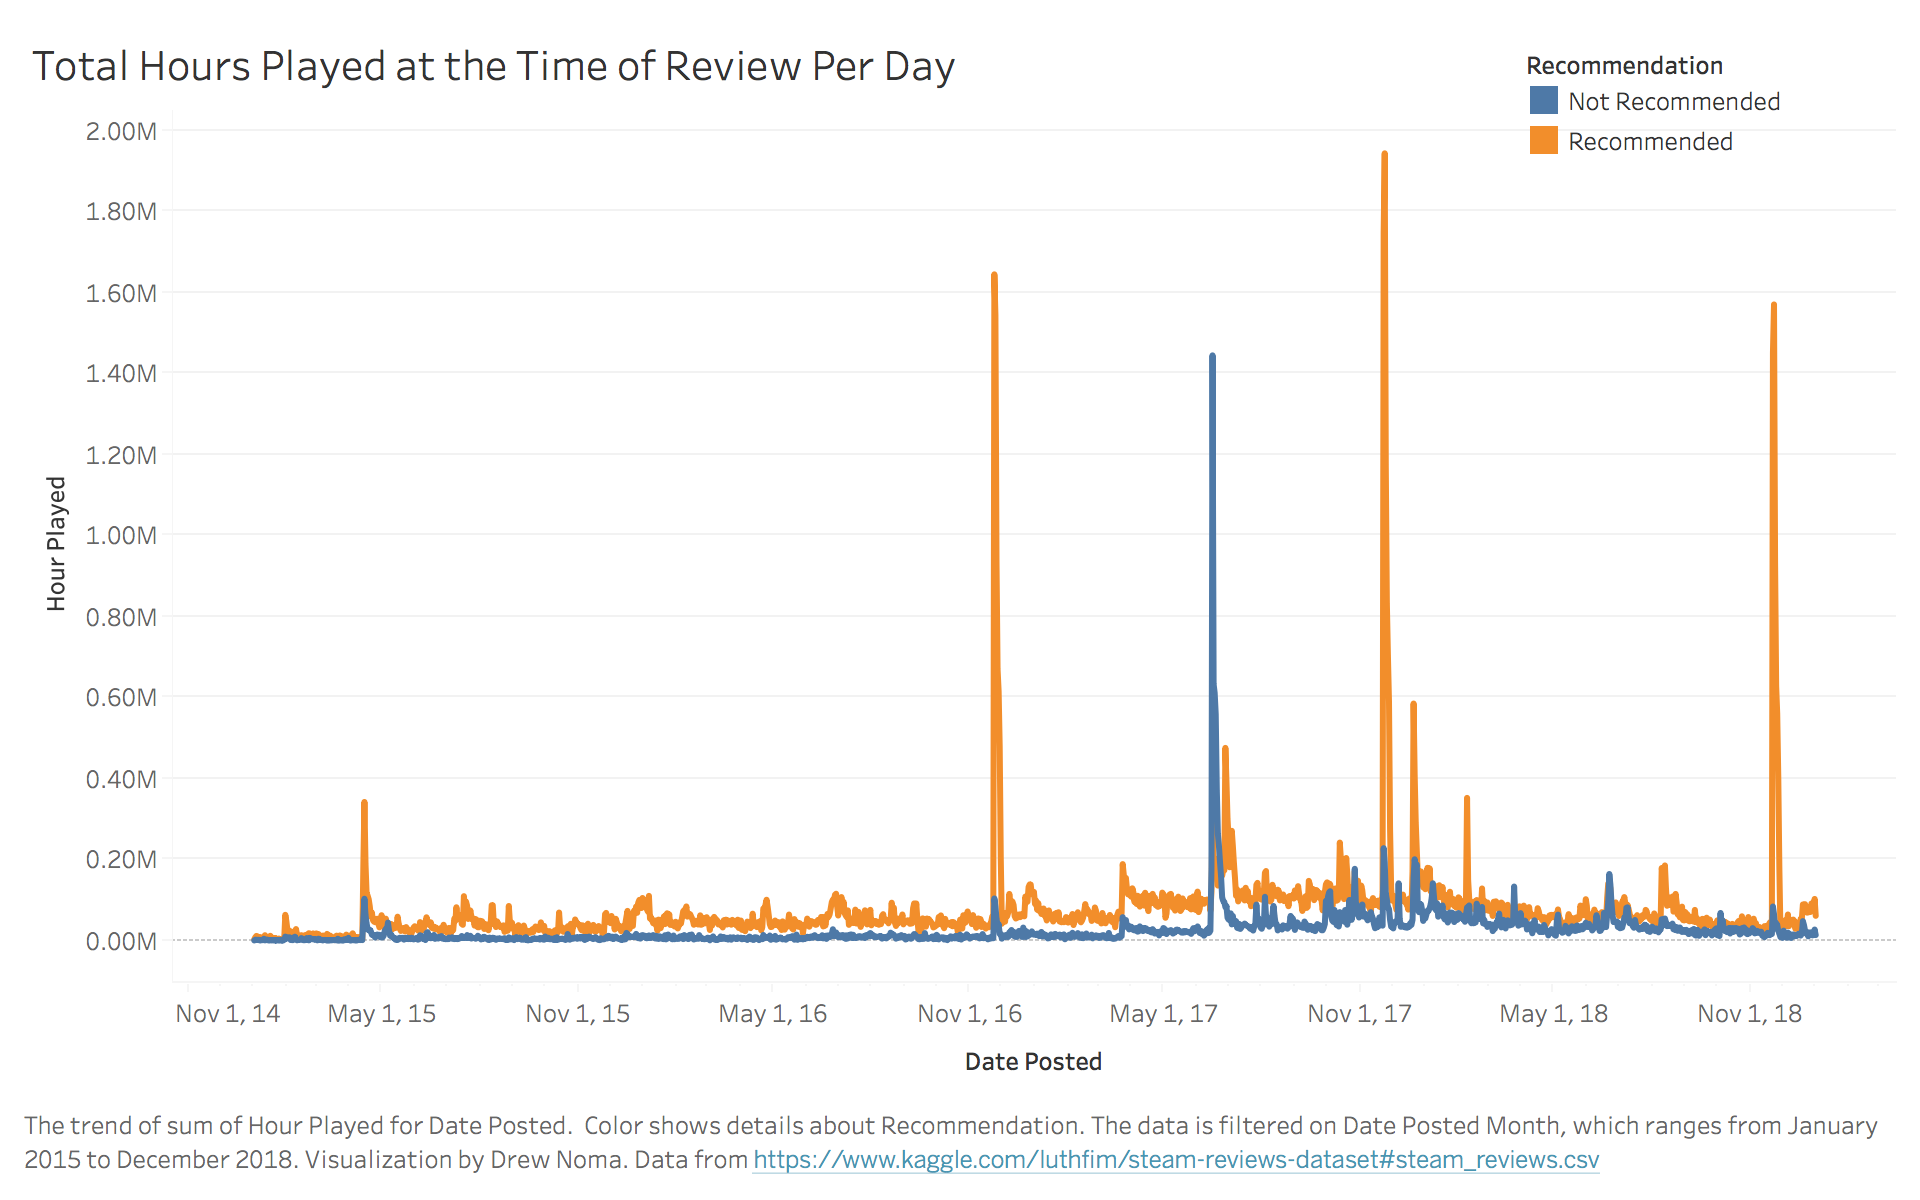 Total Hours Played at the Time of Review Per Day
Recommendation
Not Recommended
Recommended
2.00M
1.80M
1.60M
1.40M
1.20M
1.00M
0.80M
0.60M
0.40M
0.20M
0.00M
Hour Played
Nov 1, 14
May 1, 15
Nov 1, 15
May 1, 16
Nov 1, 16
May 1, 17
Nov 1, 17
May 1, 18
Nov 1, 18
Date Posted
The trend of sum of Hour Played for Date Posted.  Color shows details about Recommendation. The data is filtered on Date Posted Month, which ranges from January
2015 to December 2018. Visualization by Drew Noma. Data from https://www.kaggle.com/luthfim/steam-reviews-dataset#steam_reviews.csv